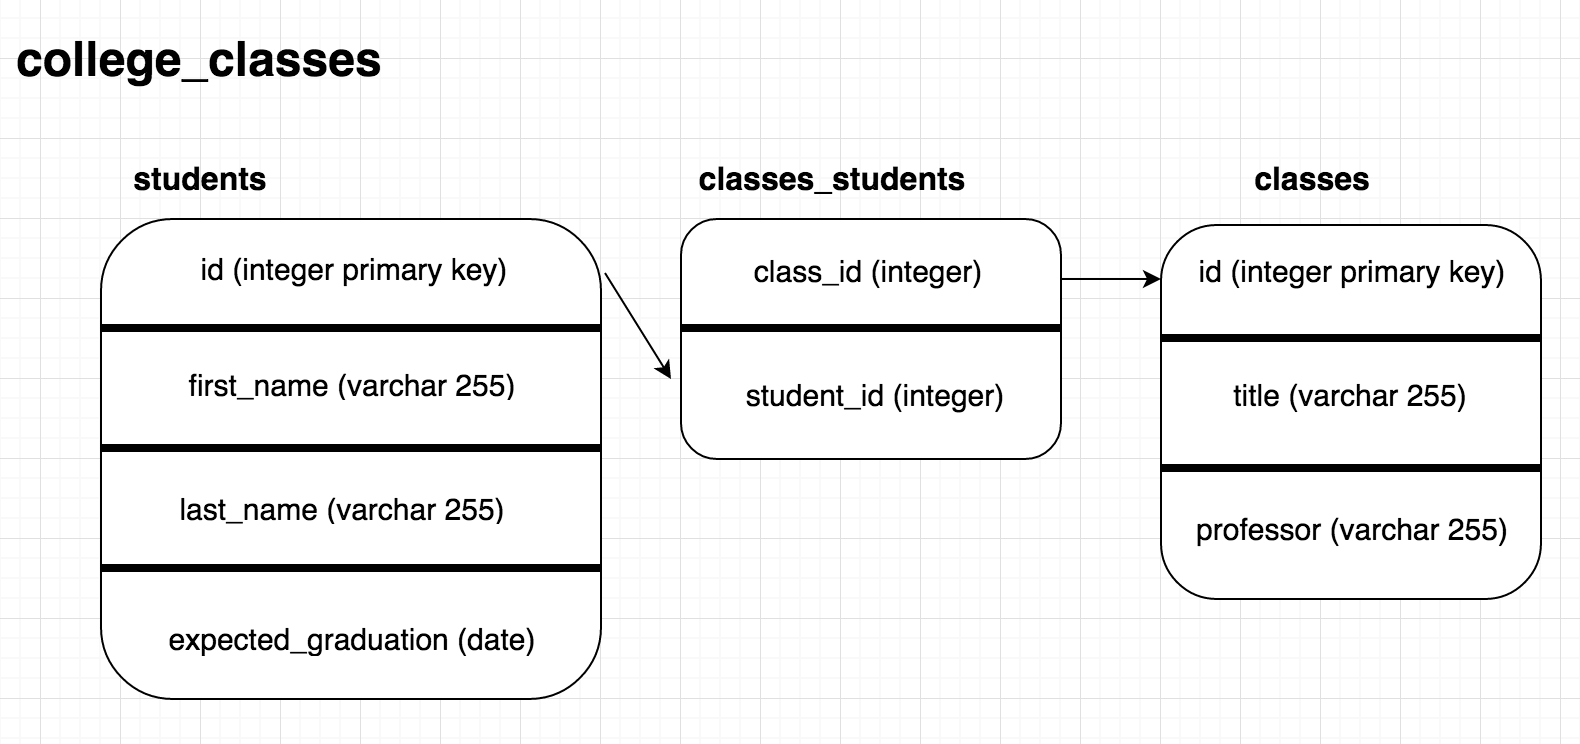 college_classes
students
id (integer primary key)
first_name (varchar 255)
last_name (varchar 255)
expected_graduation (date)
classes_students
class_id (integer)
student_id (integer)
classes
id (integer primary key)
title (varchar 255)
professor (varchar 255)